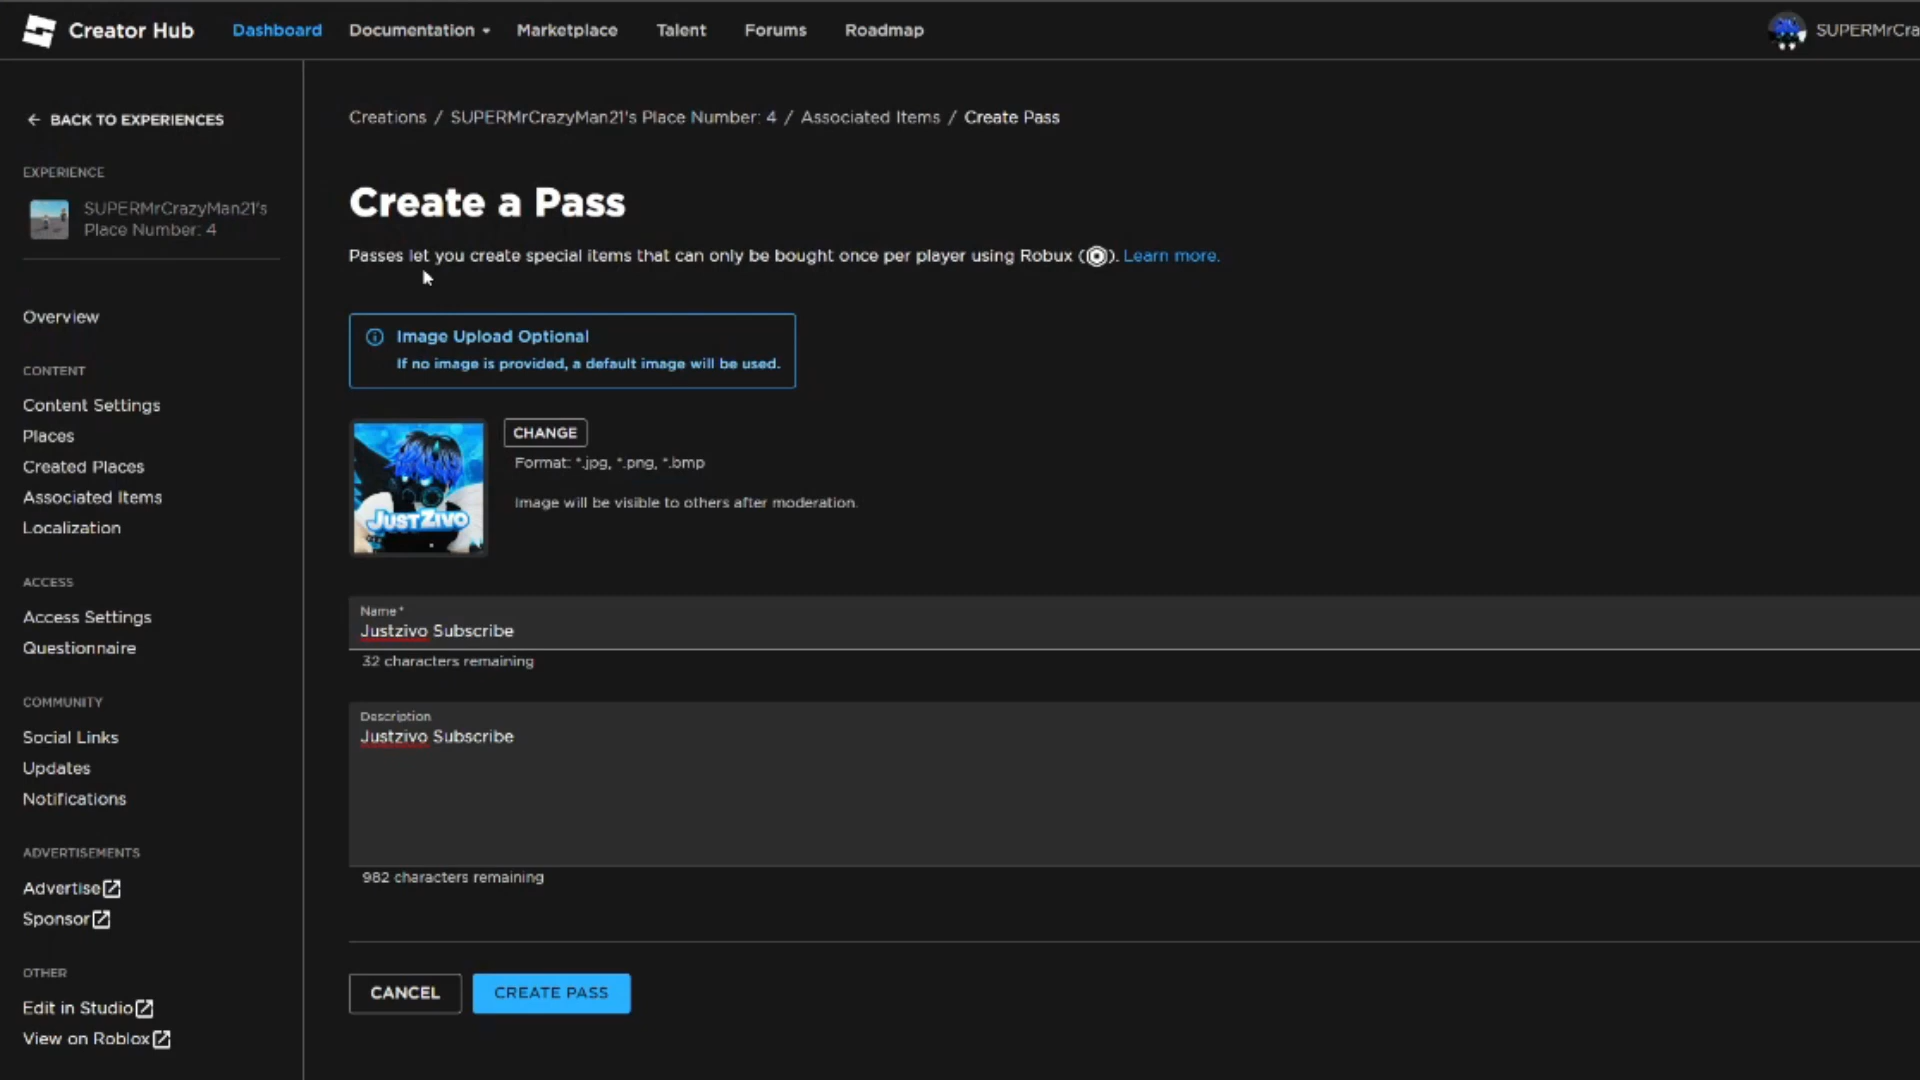 Creator Hub
Dashboard
Documentation
Marketplace
Talent
Forums
Roadmap
SUPERMrCra
BACK TO EXPERIENCES
EXPERIENCE
SUPERMrCrazyMan21's
Place Number: 4
Overview
CONTENT
Content Settings
Places
Created Places
Associated Items
Localization
ACCESS
Access Settings
Questionnaire
COMMUNITY
Social Links
Updates
Notifications
ADVERTISEMENTS
Advertise
Sponsor
OTHER
Edit in Studio
View on Roblox
Creations / SUPERMrCrazyMan21's Place Number: 4 / Associated Items / Create Pass
Create a Pass
Passes let you create special items that can only be bought once per player using Robux (). Learn more.
Image Upload Optional
If no image is provided, a default image will be used.
JUSTZIVO
CHANGE
Format: *.jpg, *.png, *.bmp
Image will be visible to others after moderation.
Name*
Justzivo Subscribe
32 characters remaining
Description
Justzivo Subscribe
982 characters remaining
CANCEL
CREATE PASS